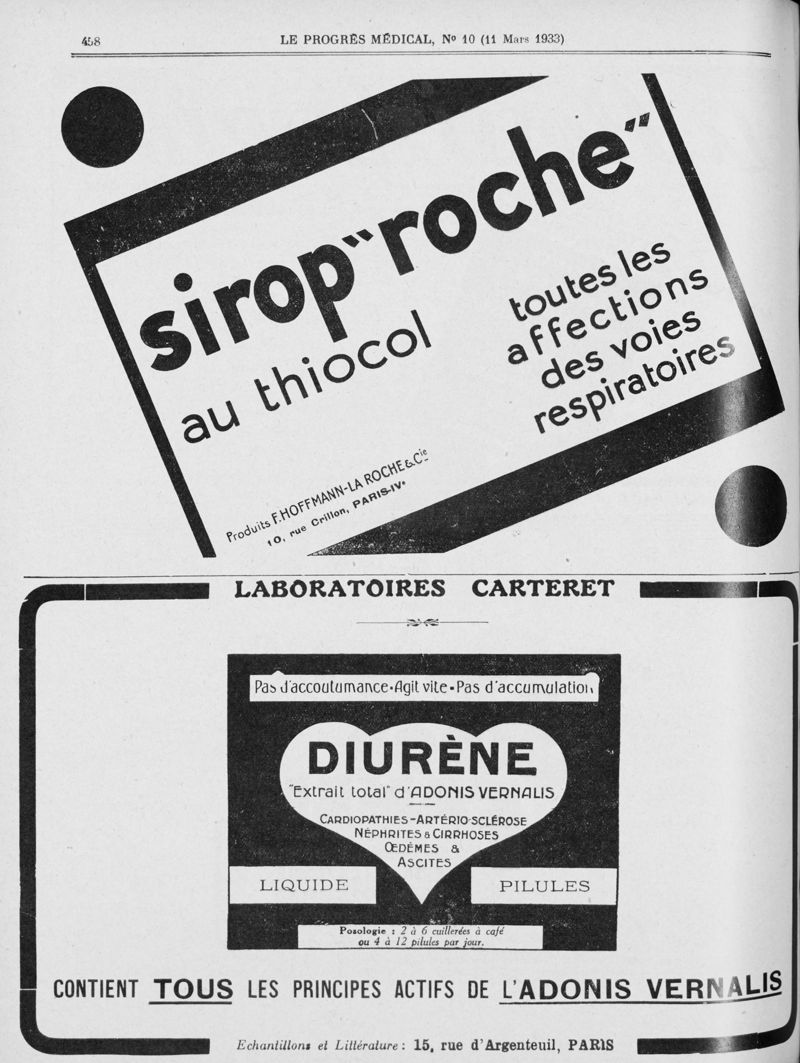 458
LE PROGRÈS MÉDICAL, Nº 10 (11 Mars 1933)
sirop "roche"
au thiocol
toutes les
affections
des voies
respiratoires
Produits F. HOFFMANN-LA ROCHE & Cie
10, rue Crillon, PARIS-IVe
LABORATOIRES CARTERET
Pas d'accoutumance • Agit vite • Pas d'accumulation
DIURÈNE
"Extrait total" d'ADONIS VERNALIS
CARDIOPATHIES - ARTÉRIO-SCLÉROSE
NÉPHRITES & CIRRHOSES
ŒDÈMES &
ASCITES
LIQUIDE
PILULES
Posologie : 2 à 6 cuillerées à café
ou 4 à 12 pilules par jour.
CONTIENT TOUS LES PRINCIPES ACTIFS DE L'ADONIS VERNALIS
Echantillons et Littérature : 15, rue d'Argenteuil, PARIS